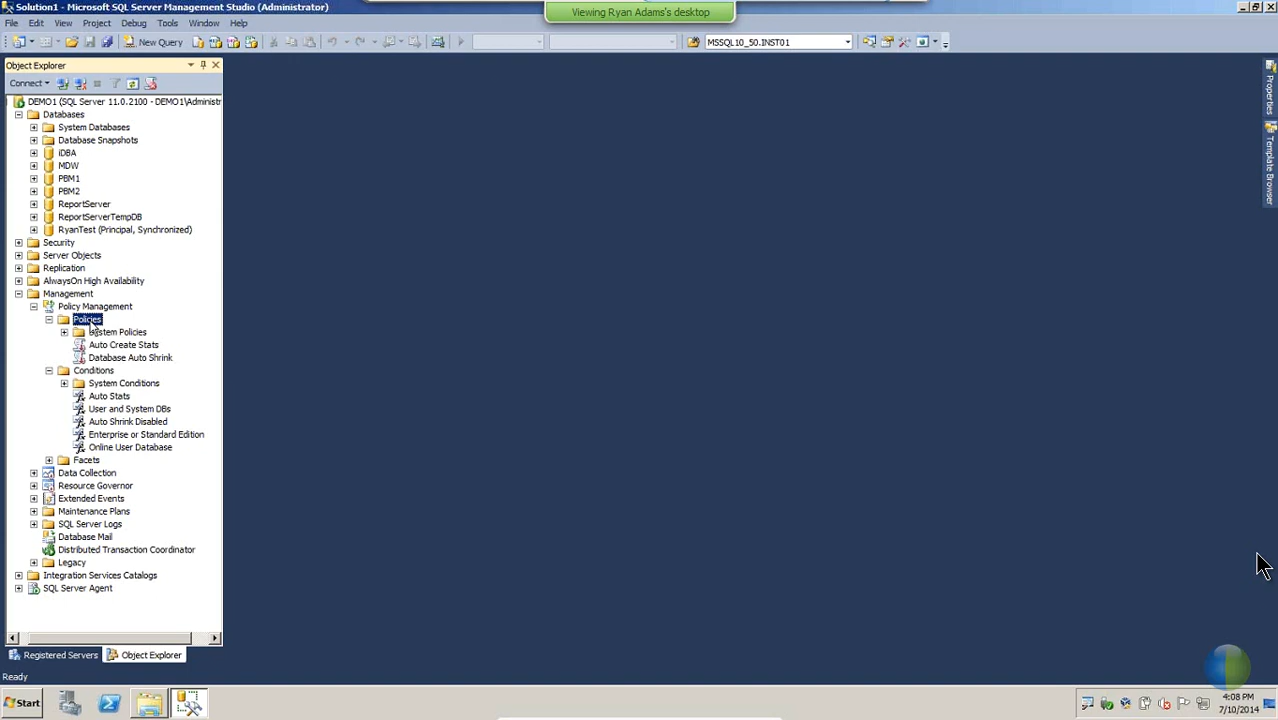 Solution1 - Microsoft SQL Server Management Studio (Administrator)
Viewing Ryan Adams's desktop
File Edit View Project Debug Tools Window Help
New Query
MSSQL10_50.INST01
Object Explorer
Connect
DEMO1 (SQL Server 11.0.2100 - DEMO1\Administr
Databases
System Databases
Database Snapshots
iDBA
MDW
PBM1
PBM2
ReportServer
ReportServerTempDB
RyanTest (Principal, Synchronized)
Security
Server Objects
Replication
AlwaysOn High Availability
Management
Policy Management
Policies
stem Policies
Auto Create Stats
Database Auto Shrink
Conditions
System Conditions
Auto Stats
User and System DBs
Auto Shrink Disabled
Enterprise or Standard Edition
Online User Database
Facets
Data Collection
Resource Governor
Extended Events
Maintenance Plans
SQL Server Logs
Database Mail
Distributed Transaction Coordinator
Legacy
Integration Services Catalogs
SQL Server Agent
Registered Servers
Object Explorer
Properties
Template Browser
Ready
Start
4:08 PM
7/10/2014